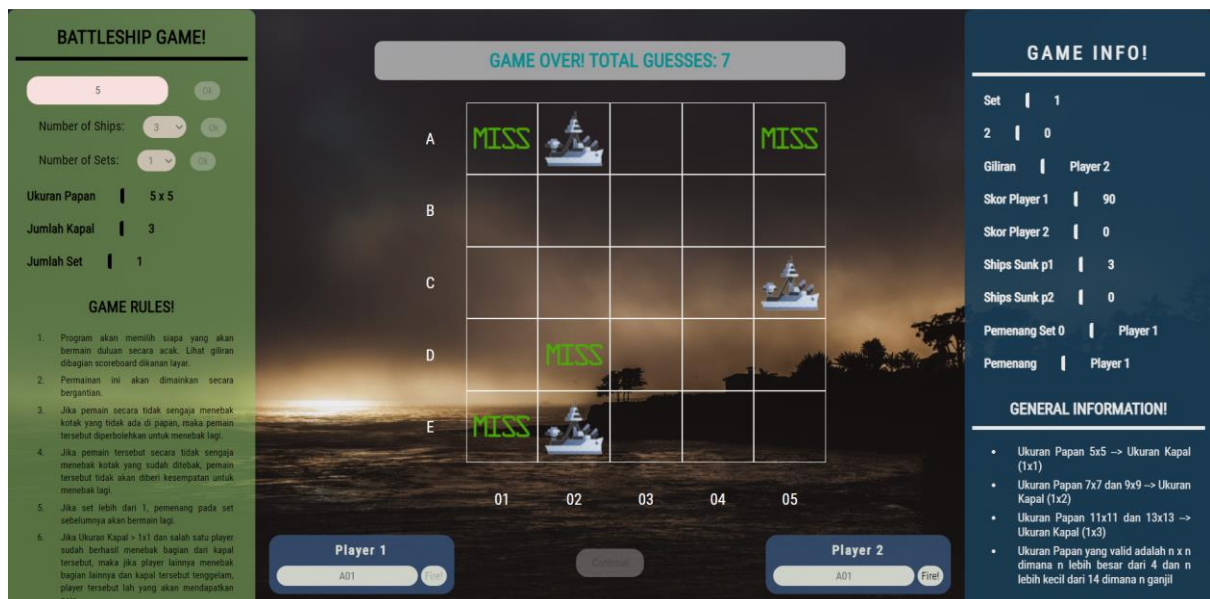 BATTLESHIP GAME!
5
Ok
Number of Ships: 3 Ok
Number of Sets: 1 Ok
Ukuran Papan 5 x 5
Jumlah Kapal 3
Jumlah Set 1
GAME RULES!
1. Program akan memilih siapa yang akan
bermain duluan secara acak. Lihat giliran
dibagian scoreboard dikanan layar.
2. Permainan ini akan dimainkan secara
bergantian.
3. Jika pemain secara tidak sengaja menebak
kotak yang tidak ada di papan, maka pemain
tersebut diperbolehkan untuk menebak lagi.
4. Jika pemain tersebut secara tidak sengaja
menebak kotak yang sudah ditebak, pemain
tersebut tidak akan diberi kesempatan untuk
menebak lagi.
5. Jika set lebih dari 1, pemenang pada set
sebelumnya akan bermain lagi.
6. Jika Ukuran Kapal > 1x1 dan salah satu player
sudah berhasil menebak bagian dari kapal
tersebut, maka jika player lainnya menebak
bagian lainnya dan kapal tersebut tenggelam,
player tersebut lah yang akan mendapatkan
GAME OVER! TOTAL GUESSES: 7
A MISS MISS
B
C
D MISS
E MISS
01 02 03 04 05
Player 1
A01 Fire!
Continue
Player 2
A01 Fire!
GAME INFO!
Set 1
2 0
Giliran Player 2
Skor Player 1 90
Skor Player 2 0
Ships Sunk p1 3
Ships Sunk p2 0
Pemenang Set 0 Player 1
Pemenang Player 1
GENERAL INFORMATION!
• Ukuran Papan 5x5 --> Ukuran Kapal
(1x1)
• Ukuran Papan 7x7 dan 9x9 --> Ukuran
Kapal (1x2)
• Ukuran Papan 11x11 dan 13x13 -->
Ukuran Kapal (1x3)
• Ukuran Papan yang valid adalah n x n
dimana n lebih besar dari 4 dan n
lebih kecil dari 14 dimana n ganjil